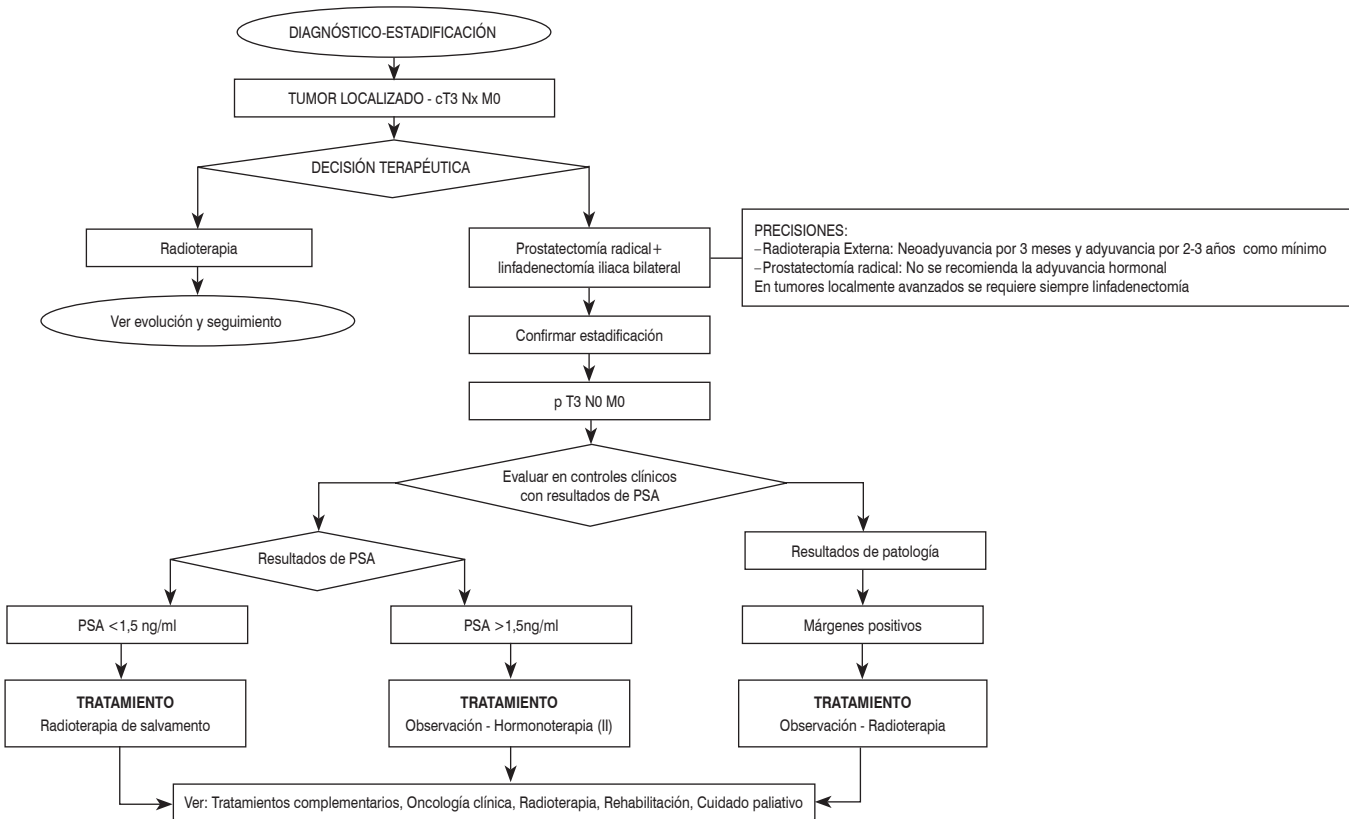 DIAGNÓSTICO-ESTADIFICACIÓN
TUMOR LOCALIZADO - cT3 Nx M0
DECISIÓN TERAPÉUTICA
Radioterapia
Ver evolución y seguimiento
Prostatectomía radical+
linfadenectomía iliaca bilateral
PRECISIONES:
–Radioterapia Externa: Neoadyuvancia por 3 meses y adyuvancia por 2-3 años como mínimo
–Prostatectomía radical: No se recomienda la adyuvancia hormonal
En tumores localmente avanzados se requiere siempre linfadenectomía
Confirmar estadificación
p T3 N0 M0
Evaluar en controles clínicos
con resultados de PSA
Resultados de PSA
Resultados de patología
PSA <1,5 ng/ml
PSA >1,5ng/ml
Márgenes positivos
TRATAMIENTO
Radioterapia de salvamento
TRATAMIENTO
Observación - Hormonoterapia (II)
TRATAMIENTO
Observación - Radioterapia
Ver: Tratamientos complementarios, Oncología clínica, Radioterapia, Rehabilitación, Cuidado paliativo